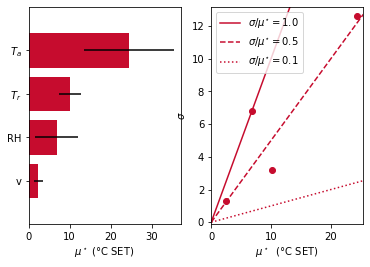 T_a
T_r
RH
v
0 10 20 30
μ* (°C SET)
σ
12
10
8
6
4
2
0
0 10 20
μ* (°C SET)
σ/μ* = 1.0
σ/μ* = 0.5
σ/μ* = 0.1